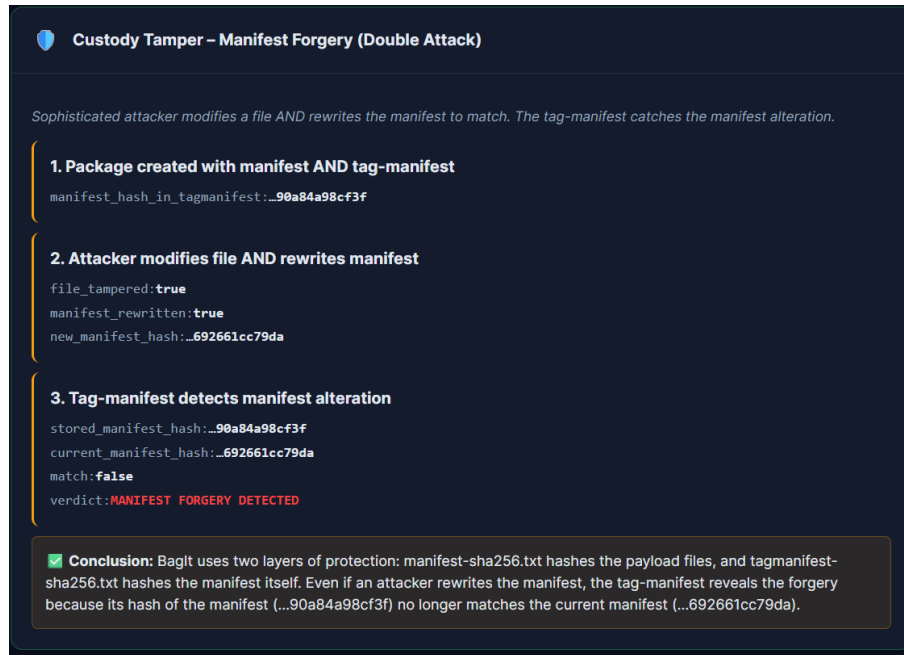 Custody Tamper – Manifest Forgery (Double Attack)
Sophisticated attacker modifies a file AND rewrites the manifest to match. The tag-manifest catches the manifest alteration.
1. Package created with manifest AND tag-manifest
manifest_hash_in_tagmanifest:…90a84a98cf3f
2. Attacker modifies file AND rewrites manifest
file_tampered:true
manifest_rewritten:true
new_manifest_hash:…692661cc79da
3. Tag-manifest detects manifest alteration
stored_manifest_hash:…90a84a98cf3f
current_manifest_hash:…692661cc79da
match:false
verdict:MANIFEST FORGERY DETECTED
✅ Conclusion: BagIt uses two layers of protection: manifest-sha256.txt hashes the payload files, and tagmanifest-
sha256.txt hashes the manifest itself. Even if an attacker rewrites the manifest, the tag-manifest reveals the forgery
because its hash of the manifest (…90a84a98cf3f) no longer matches the current manifest (…692661cc79da).